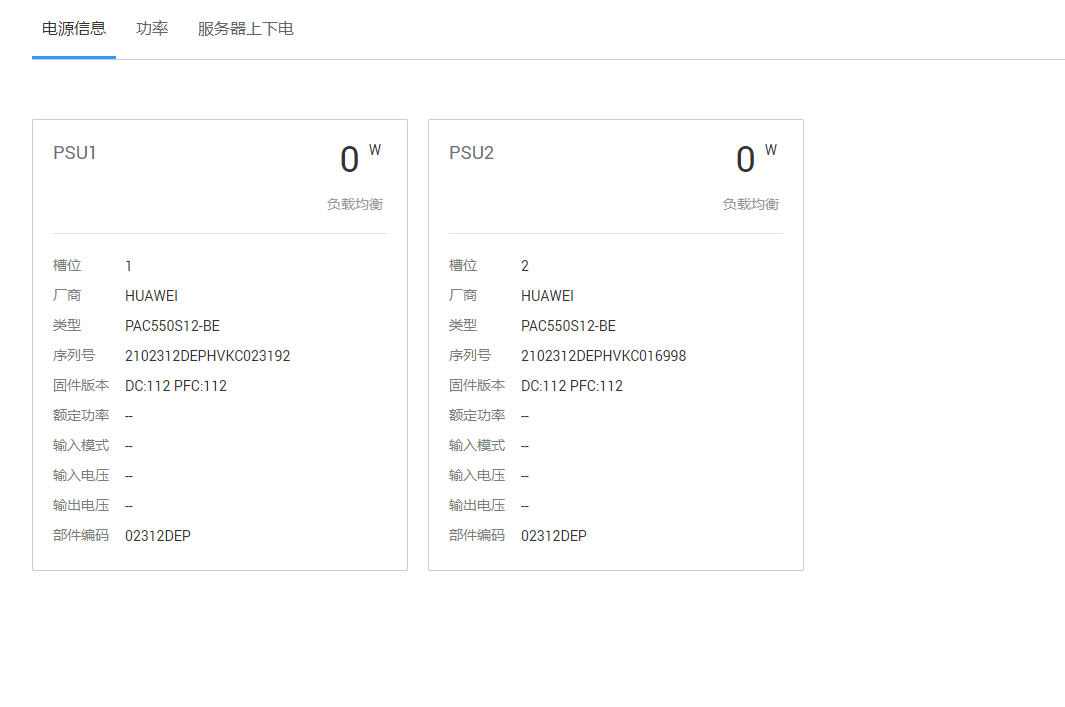 电源信息 功率 服务器上下电
PSU1
0 W
负载均衡
槽位 1
厂商 HUAWEI
类型 PAC550S12-BE
序列号 2102312DEPHVKC023192
固件版本 DC:112 PFC:112
额定功率 --
输入模式 --
输入电压 --
输出电压 --
部件编码 02312DEP
PSU2
0 W
负载均衡
槽位 2
厂商 HUAWEI
类型 PAC550S12-BE
序列号 2102312DEPHVKC016998
固件版本 DC:112 PFC:112
额定功率 --
输入模式 --
输入电压 --
输出电压 --
部件编码 02312DEP